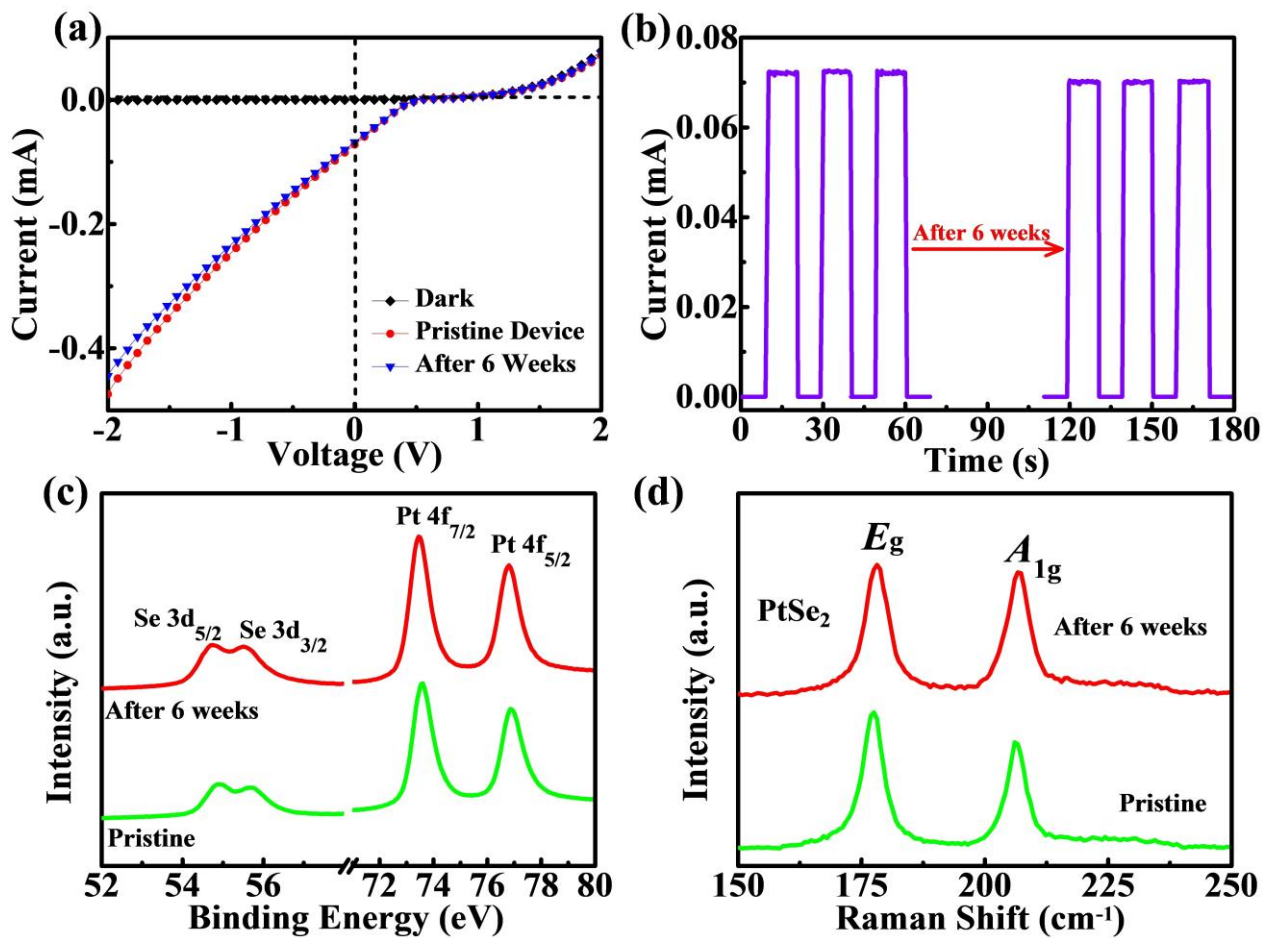 (a)
0.0
-0.2
-0.4
Current (mA)
Dark
Pristine Device
After 6 Weeks
-2 -1 0 1 2
Voltage (V)
(b)
0.08
0.06
0.04
0.02
0.00
Current (mA)
After 6 weeks
0 30 60 90 120 150 180
Time (s)
(c)
Pt 4f7/2
Pt 4f5/2
Se 3d5/2
Se 3d3/2
After 6 weeks
Pristine
Intensity (a.u.)
52 54 56 72 74 76 78 80
Binding Energy (eV)
(d)
Eg
A1g
PtSe2
After 6 weeks
Pristine
Intensity (a.u.)
150 175 200 225 250
Raman Shift (cm-1)